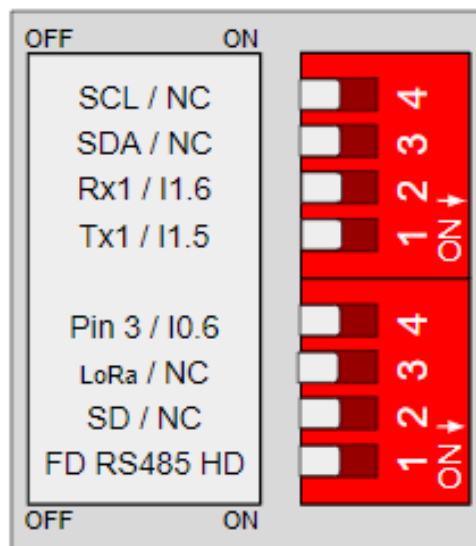 OFF ON
SCL / NC 4
SDA / NC 3
Rx1 / I1.6 2
Tx1 / I1.5 1 ON
Pin 3 / I0.6 4
LoRa / NC 3
SD / NC 2
FD RS485 HD 1 ON
OFF ON